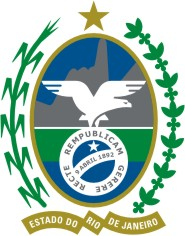 RECTE REMPUBLICAM GERERE
9 ABRIL 1892
ESTADO DO RIO DE JANEIRO